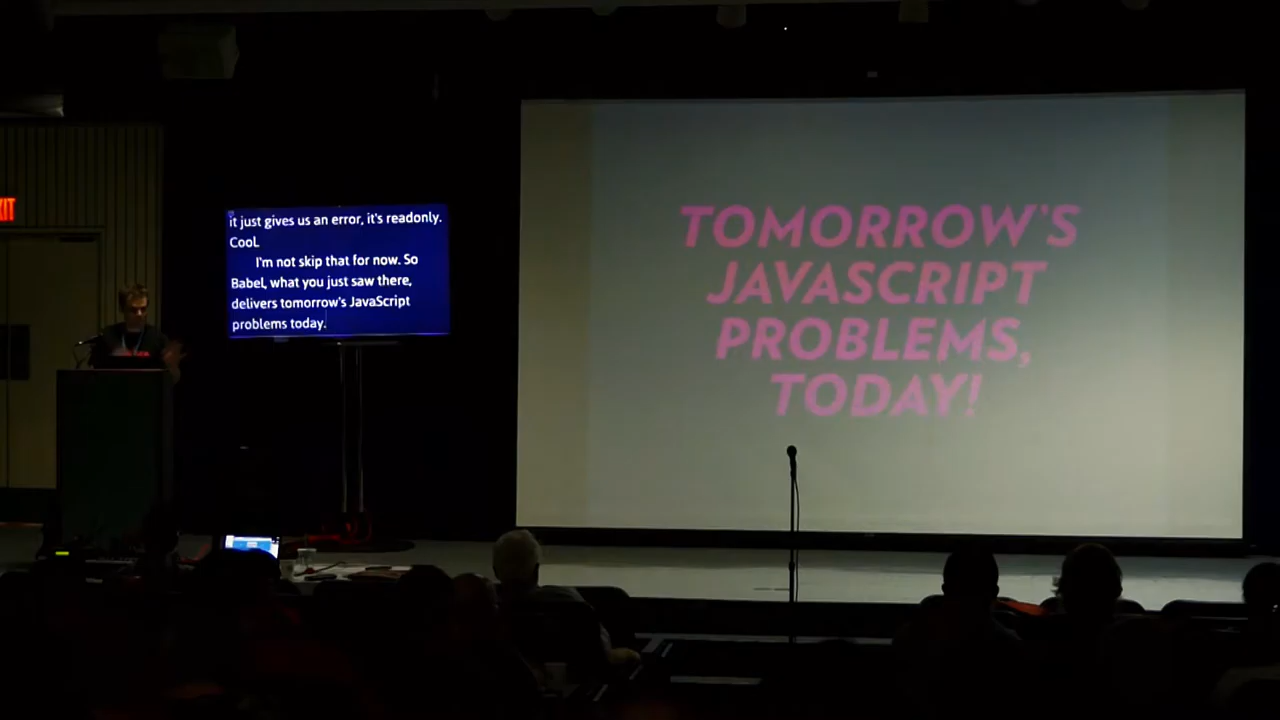 XIT
it just gives us an error, it's readonly.
Cool.
I'm not skip that for now. So
Babel, what you just saw there,
delivers tomorrow's JavaScript
problems today.
TOMORROW'S
JAVASCRIPT
PROBLEMS,
TODAY!